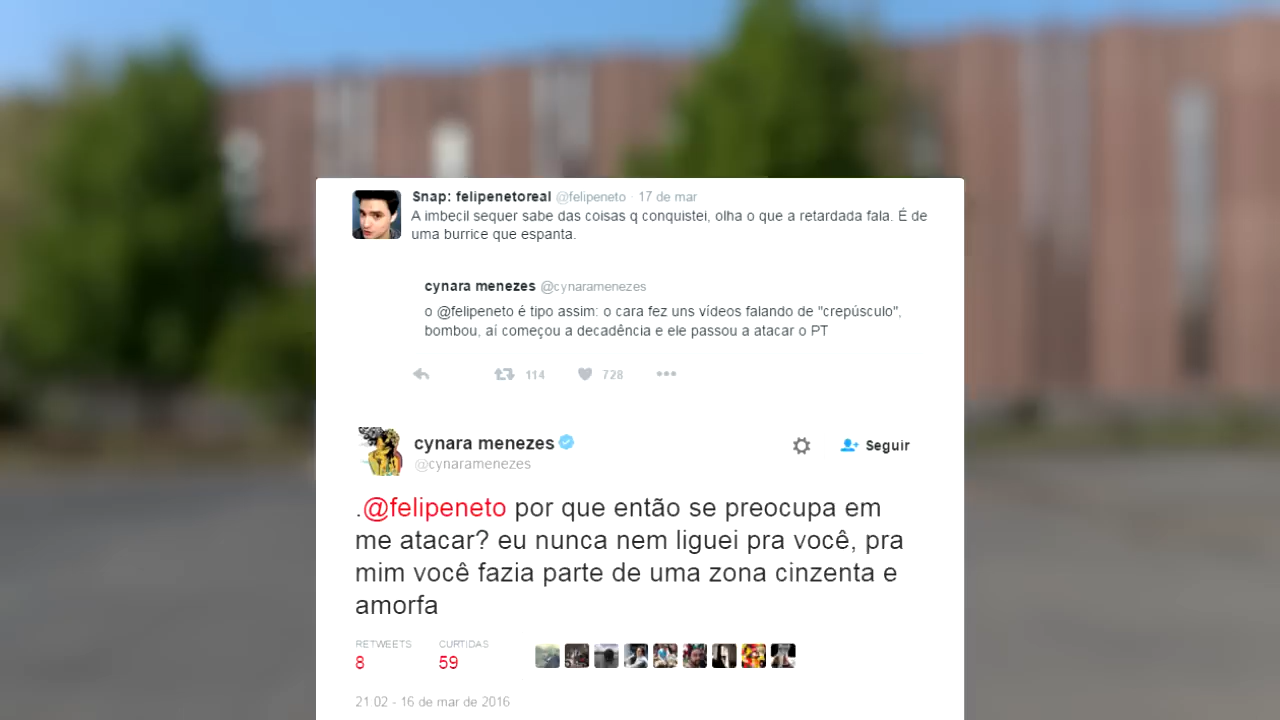 Snap: felipenetoreal @felipeneto · 17 de mar
A imbecil sequer sabe das coisas q conquistei, olha o que a retardada fala. É de
uma burrice que espanta.
cynara menezes @cynaramenezes
o @felipeneto é tipo assim: o cara fez uns vídeos falando de "crepúsculo",
bombou, aí começou a decadência e ele passou a atacar o PT
114 728
cynara menezes
Seguir
@cynaramenezes
.@felipeneto por que então se preocupa em
me atacar? eu nunca nem liguei pra você, pra
mim você fazia parte de uma zona cinzenta e
amorfa
RETWEETS CURTIDAS
8 59
21:02 - 16 de mar de 2016